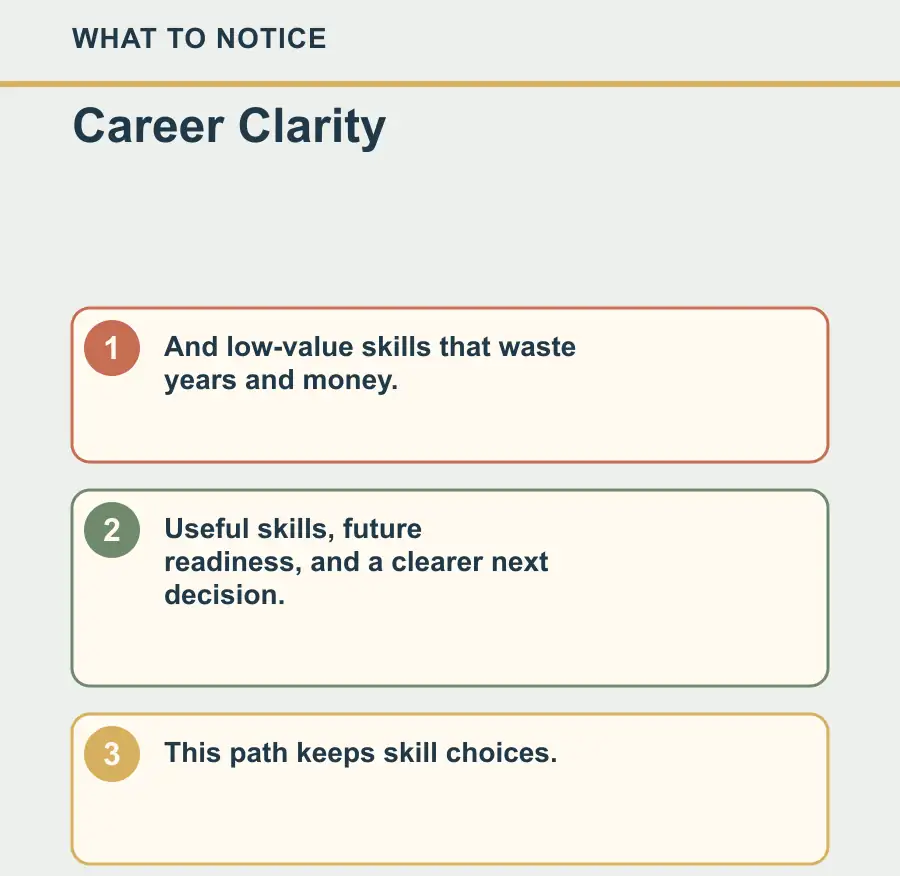 WHAT TO NOTICE
Career Clarity
1
And low-value skills that waste
years and money.
2
Useful skills, future
readiness, and a clearer next
decision.
3
This path keeps skill choices.